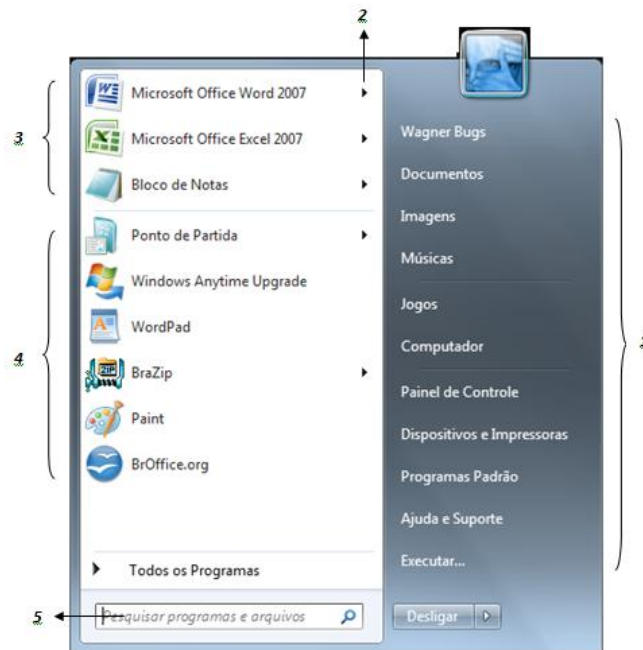 2
3
Microsoft Office Word 2007
Microsoft Office Excel 2007
Bloco de Notas
4
Ponto de Partida
Windows Anytime Upgrade
WordPad
BraZip
Paint
BrOffice.org
Todos os Programas
5
Pesquisar programas e arquivos
Wagner Bugs
Documentos
Imagens
Músicas
Jogos
Computador
Painel de Controle
Dispositivos e Impressoras
Programas Padrão
Ajuda e Suporte
Executar...
Desligar